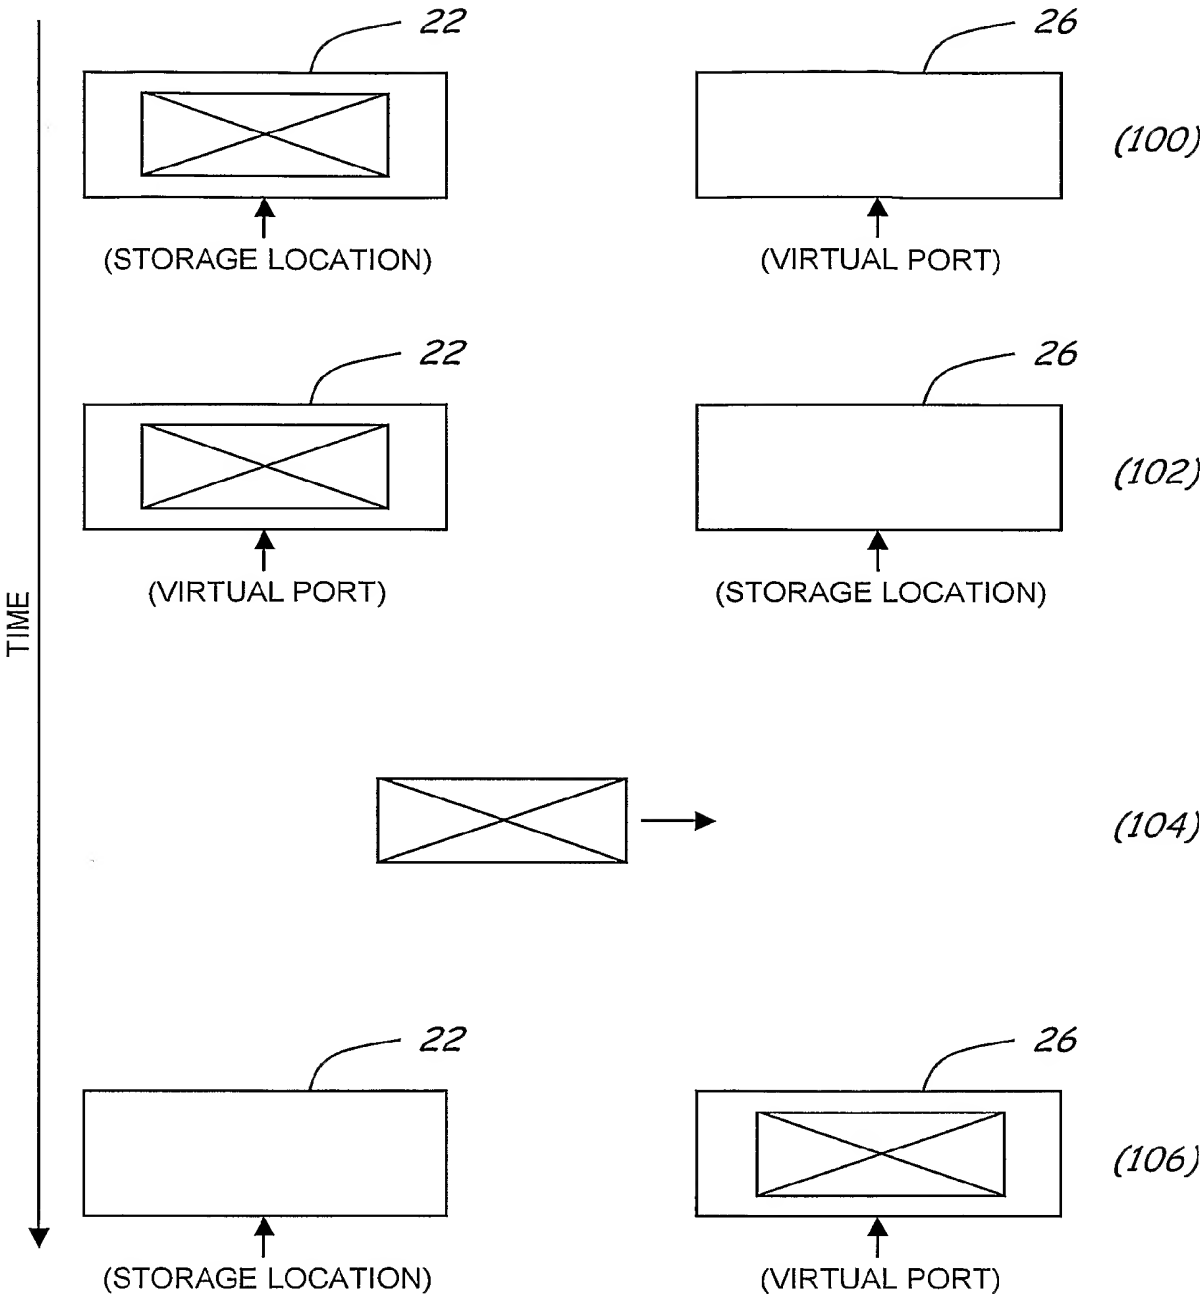 22
26
(100)
(STORAGE LOCATION)
(VIRTUAL PORT)
22
26
(102)
(VIRTUAL PORT)
(STORAGE LOCATION)
TIME
(104)
22
26
(106)
(STORAGE LOCATION)
(VIRTUAL PORT)